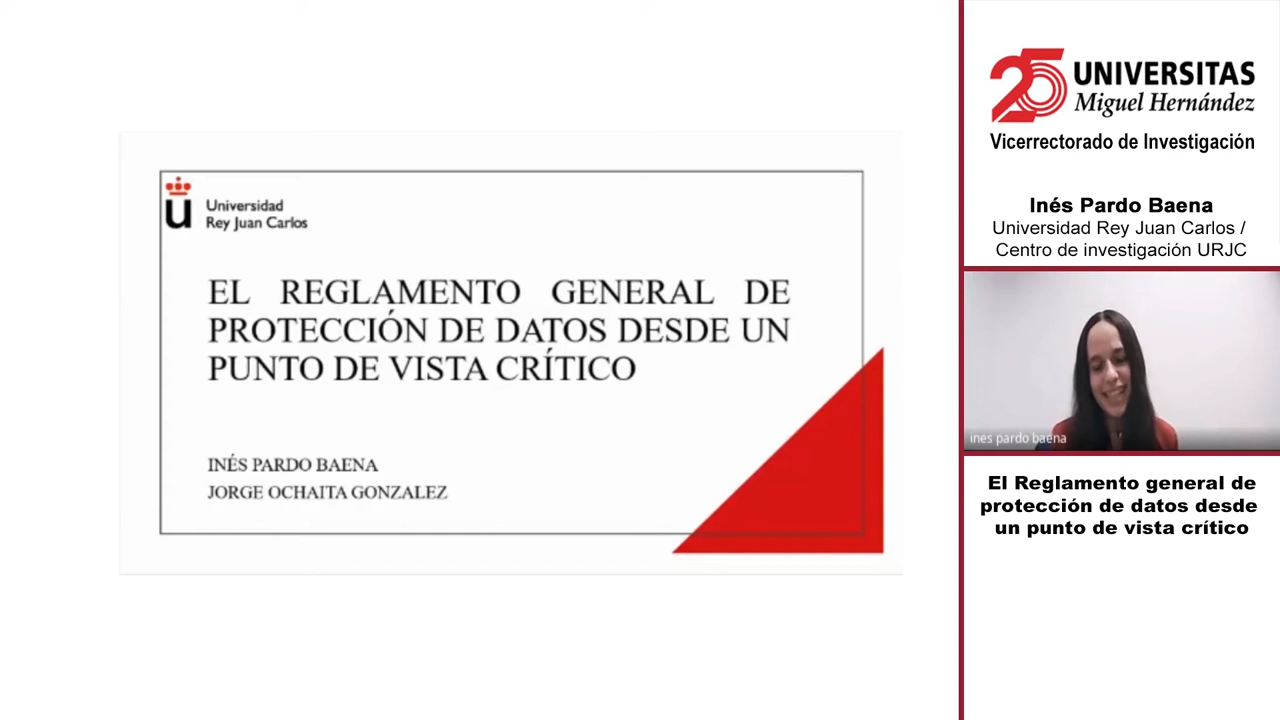 Universidad
Rey Juan Carlos
EL REGLAMENTO GENERAL DE
PROTECCIÓN DE DATOS DESDE UN
PUNTO DE VISTA CRÍTICO
INÉS PARDO BAENA
JORGE OCHAITA GONZALEZ
25 UNIVERSITAS
Miguel Hernández
Vicerrectorado de Investigación
Inés Pardo Baena
Universidad Rey Juan Carlos /
Centro de investigación URJC
ines pardo baena
El Reglamento general de
protección de datos desde
un punto de vista crítico